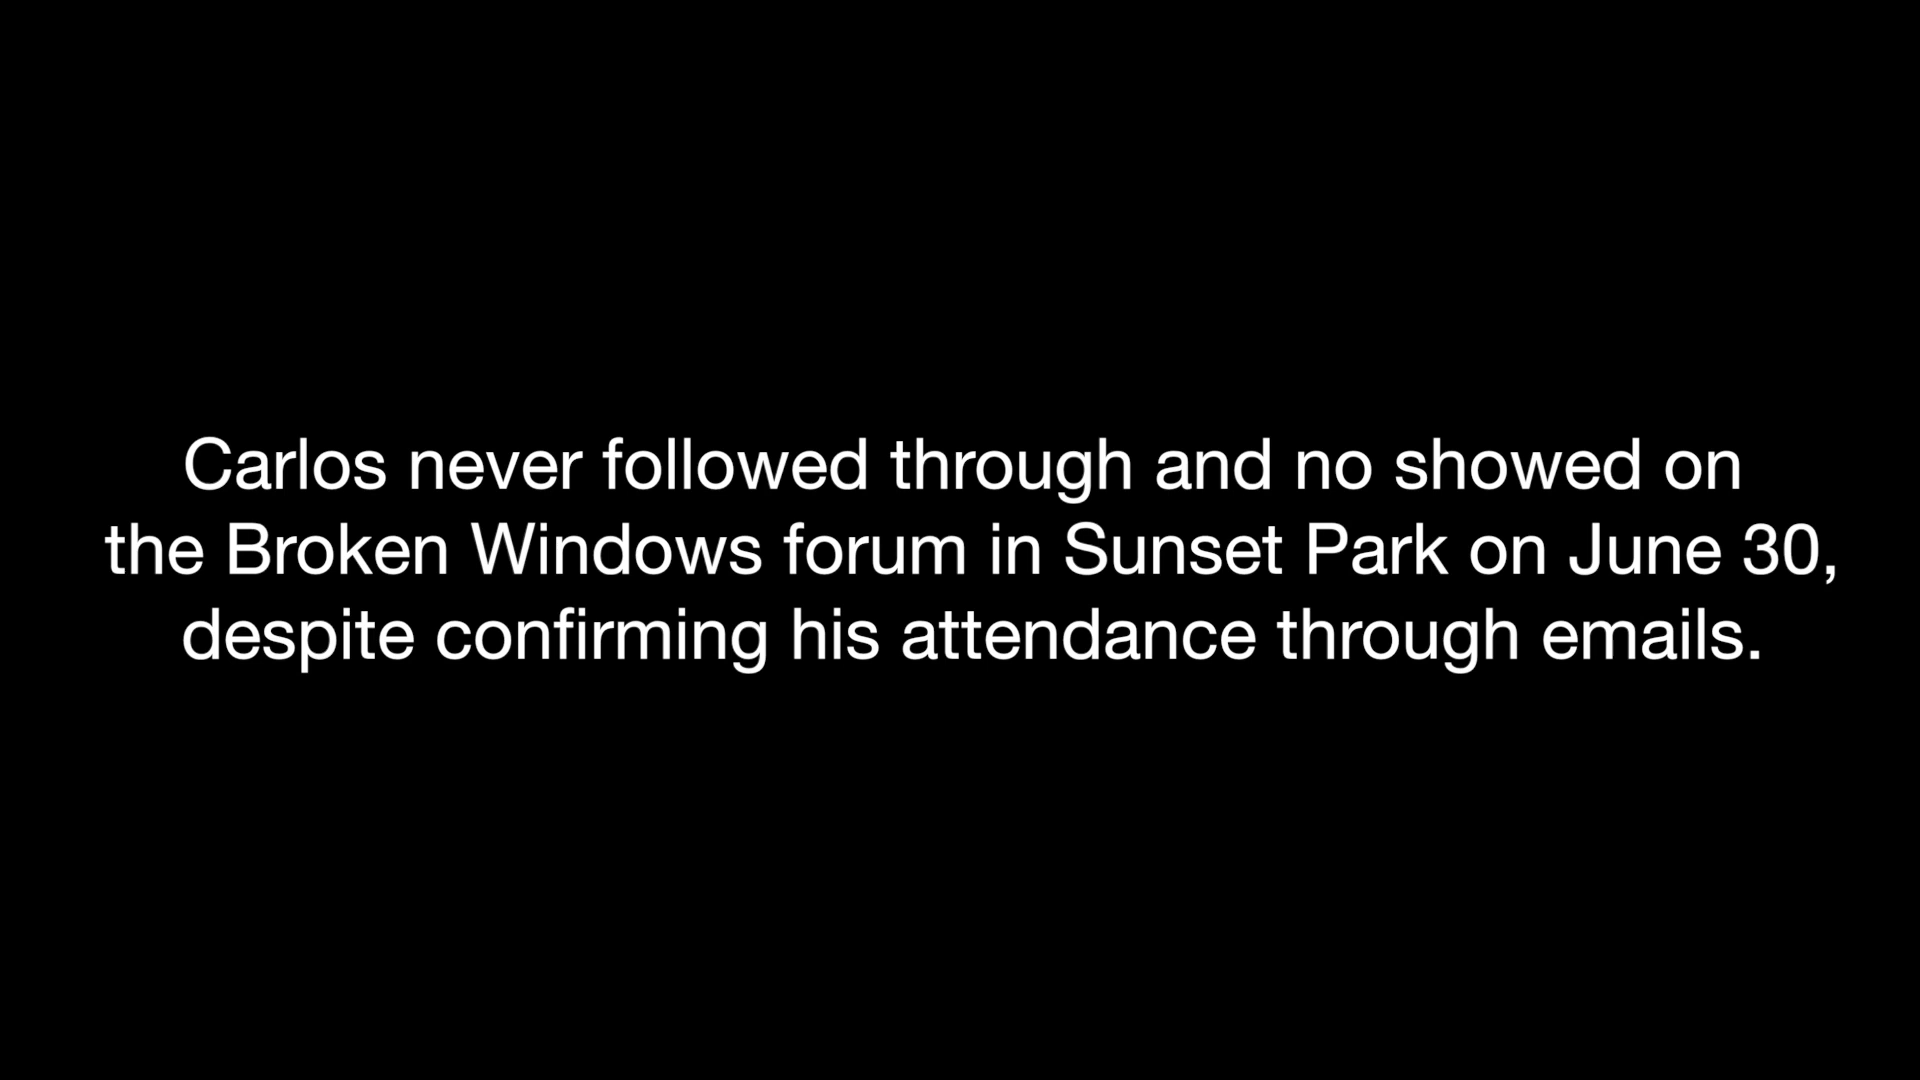 Carlos never followed through and no showed on
the Broken Windows forum in Sunset Park on June 30,
despite confirming his attendance through emails.